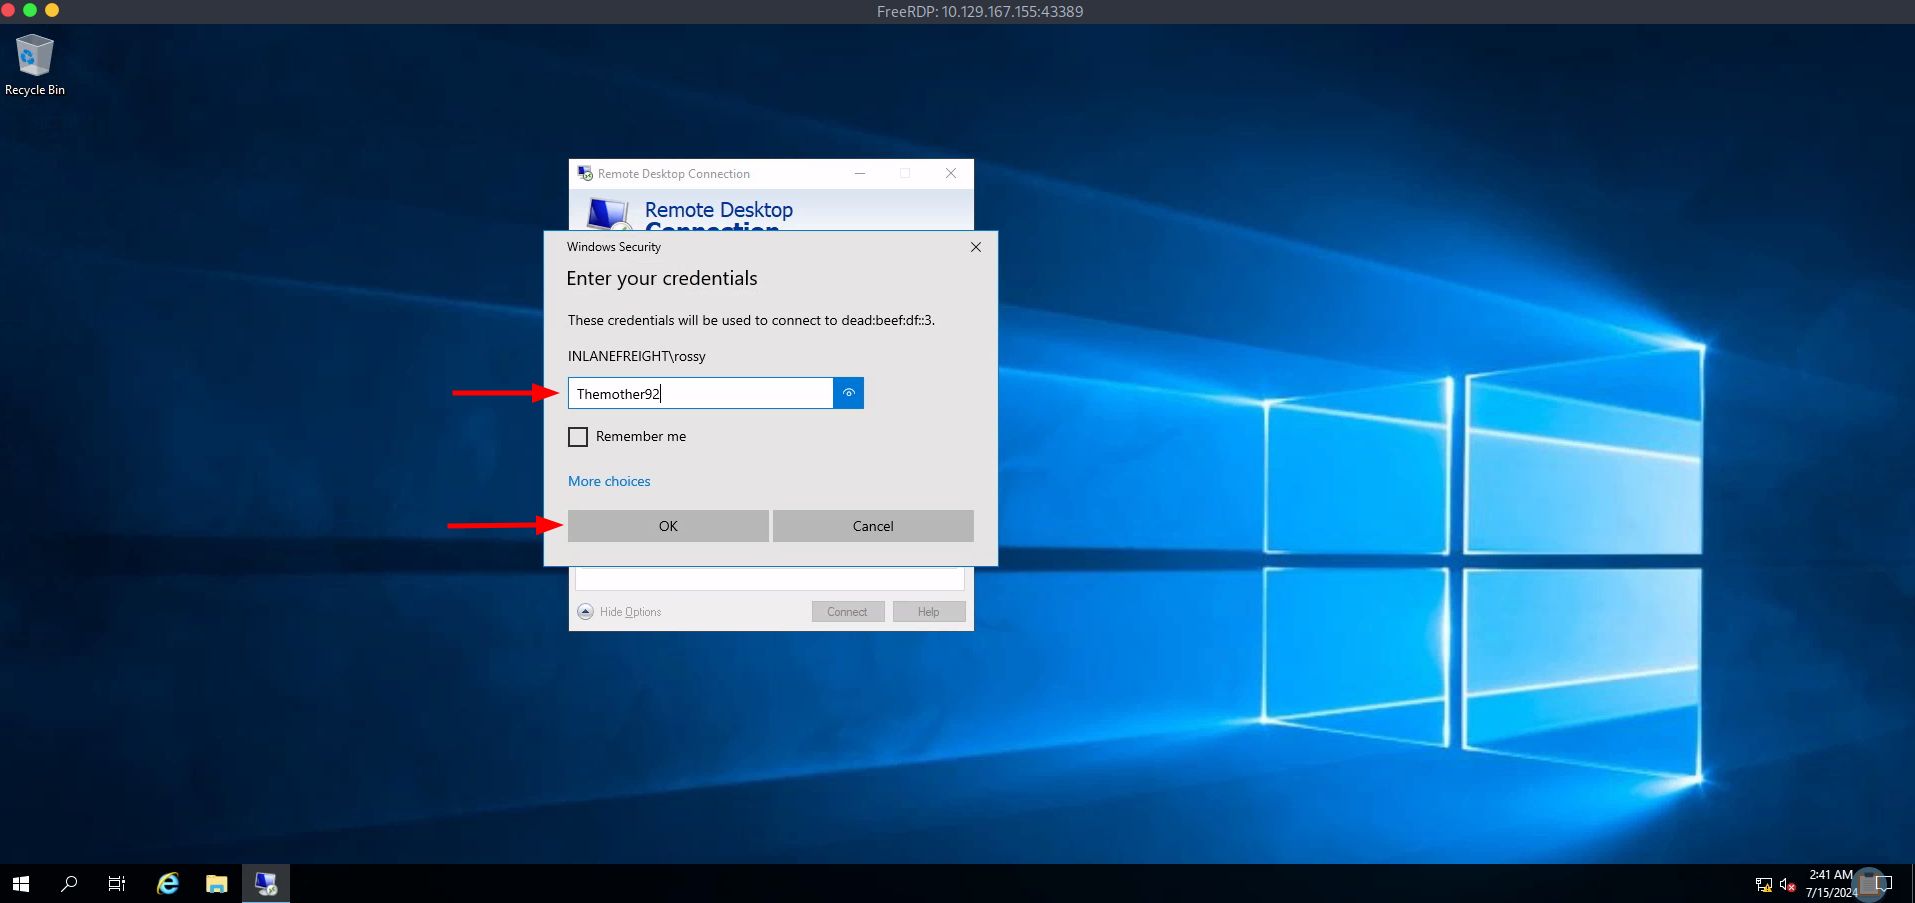 FreeRDP: 10.129.167.155:43389
Recycle Bin
Remote Desktop Connection
Remote Desktop
Connection
Windows Security
Enter your credentials
These credentials will be used to connect to dead:beef:df::3.
INLANEFREIGHT\rossy
Themother92
Remember me
More choices
OK
Cancel
Hide Options
Connect
Help
2:41 AM
7/15/2024